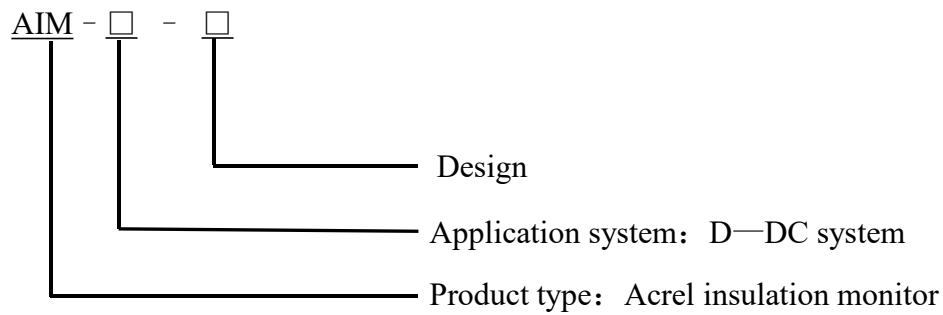 AIM - □ - □
Design
Application system：D—DC system
Product type：Acrel insulation monitor